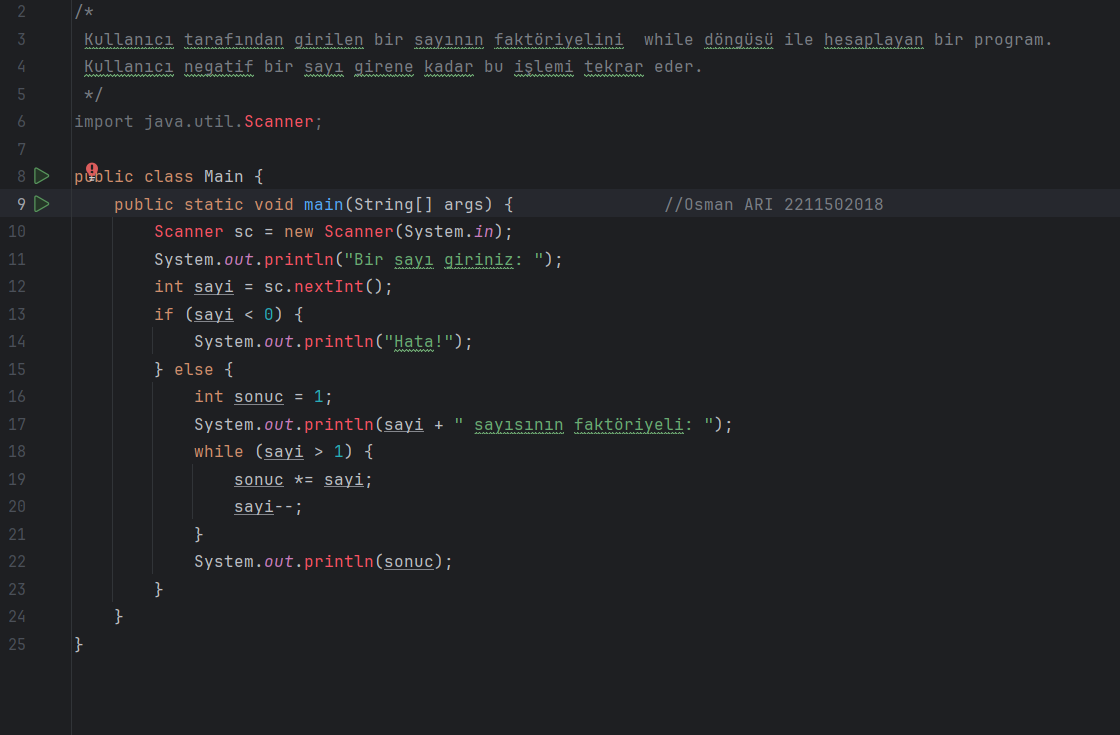 2 /*
3  Kullanıcı tarafından girilen bir sayının faktöriyelini  while döngüsü ile hesaplayan bir program.
4  Kullanıcı negatif bir sayı girene kadar bu işlemi tekrar eder.
5  */
6 import java.util.Scanner;
7
8 public class Main {
9     public static void main(String[] args) {               //Osman ARI 2211502018
10         Scanner sc = new Scanner(System.in);
11         System.out.println("Bir sayı giriniz: ");
12         int sayi = sc.nextInt();
13         if (sayi < 0) {
14             System.out.println("Hata!");
15         } else {
16             int sonuc = 1;
17             System.out.println(sayi + " sayısının faktöriyeli: ");
18             while (sayi > 1) {
19                 sonuc *= sayi;
20                 sayi--;
21             }
22             System.out.println(sonuc);
23         }
24     }
25 }